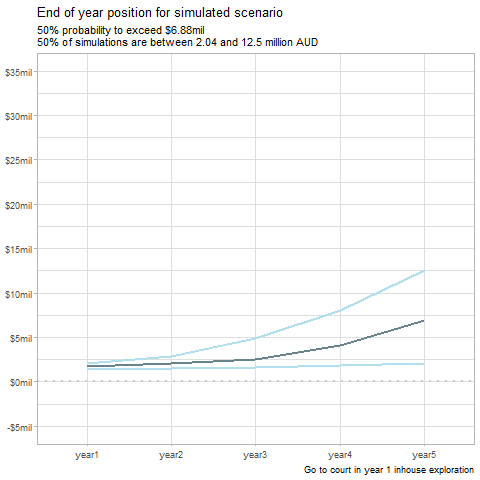 End of year position for simulated scenario
50% probability to exceed $6.88mil
50% of simulations are between 2.04 and 12.5 million AUD
$35mil
$30mil
$25mil
$20mil
$15mil
$10mil
$5mil
$0mil
-$5mil
year1 year2 year3 year4 year5
Go to court in year 1 inhouse exploration